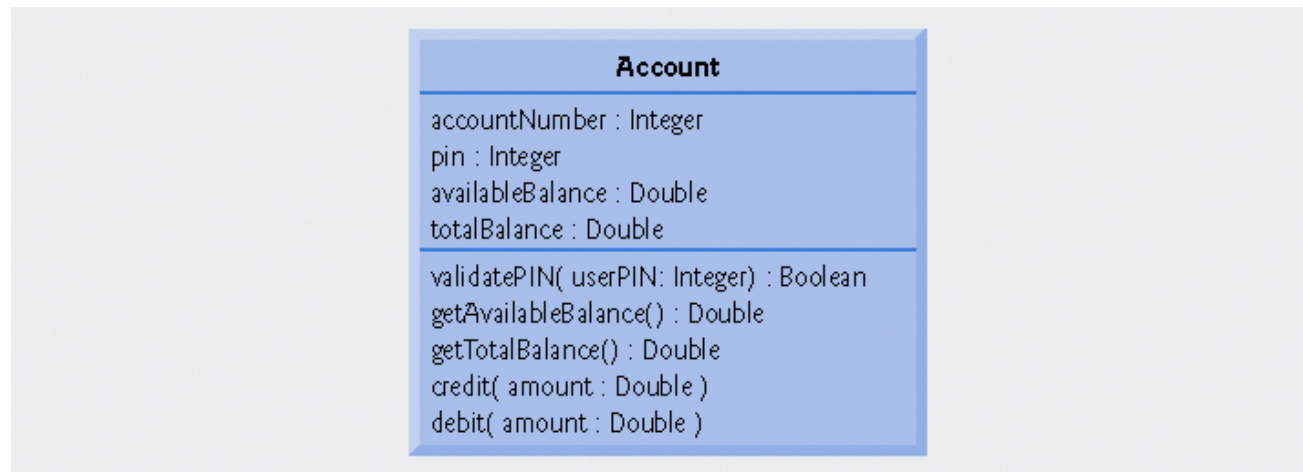 Account
accountNumber : Integer
pin : Integer
availableBalance : Double
totalBalance : Double
validatePIN( userPIN: Integer) : Boolean
getAvailableBalance() : Double
getTotalBalance() : Double
credit( amount : Double )
debit( amount : Double )